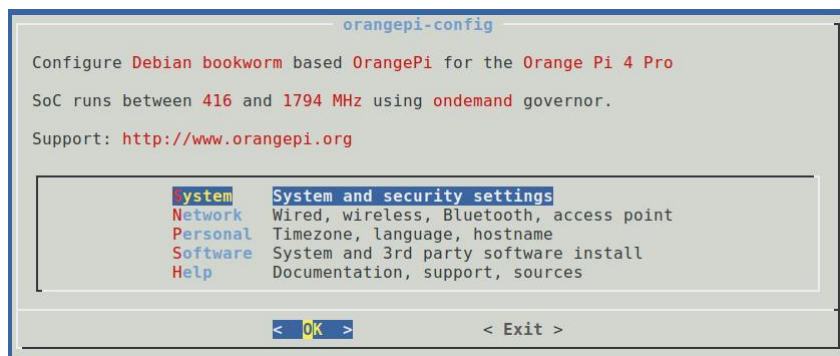 orangepi-config
Configure Debian bookworm based OrangePi for the Orange Pi 4 Pro
SoC runs between 416 and 1794 MHz using ondemand governor.
Support: http://www.orangepi.org
System System and security settings
Network Wired, wireless, Bluetooth, access point
Personal Timezone, language, hostname
Software System and 3rd party software install
Help Documentation, support, sources
< OK > < Exit >